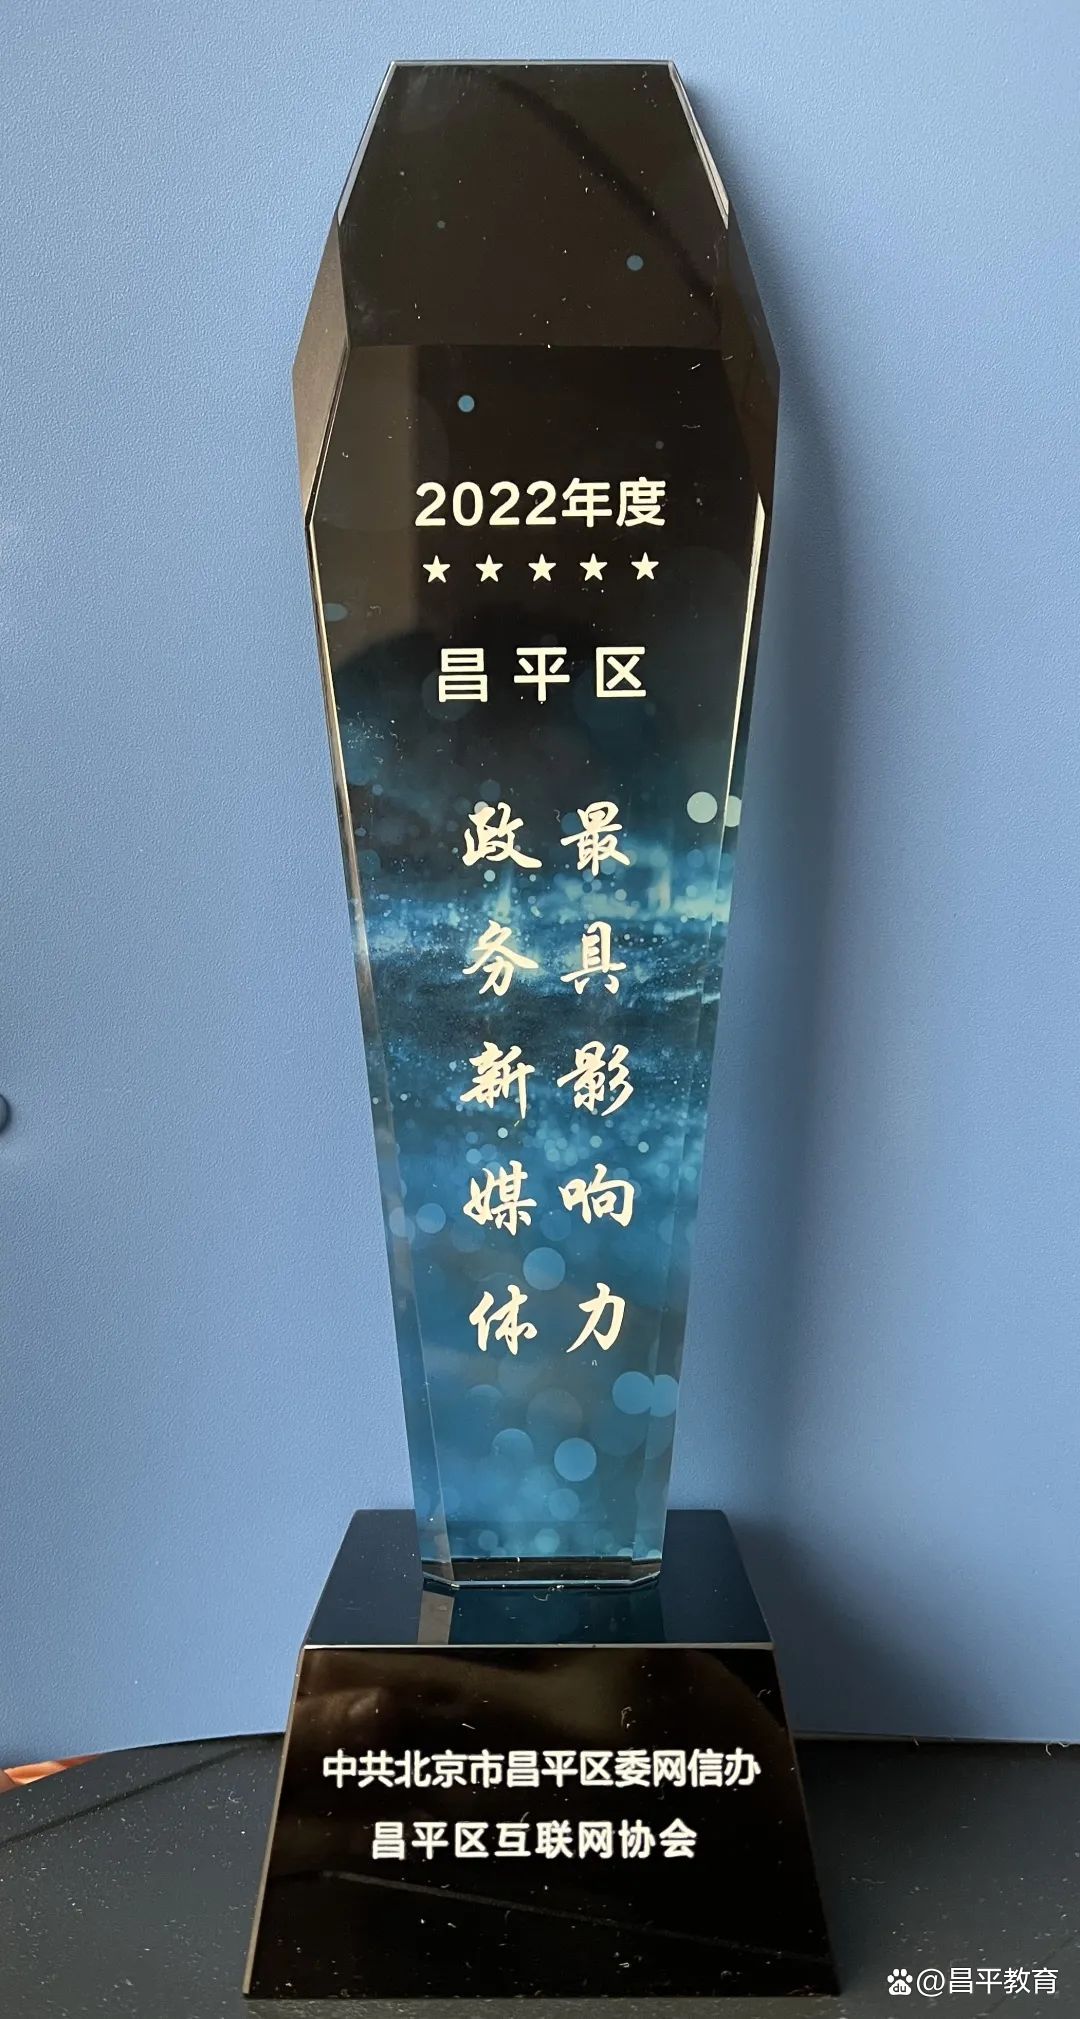 2022年度
★★★★★
昌平区
最具影响力
政务新媒体
中共北京市昌平区委网信办
昌平区互联网协会
@昌平教育